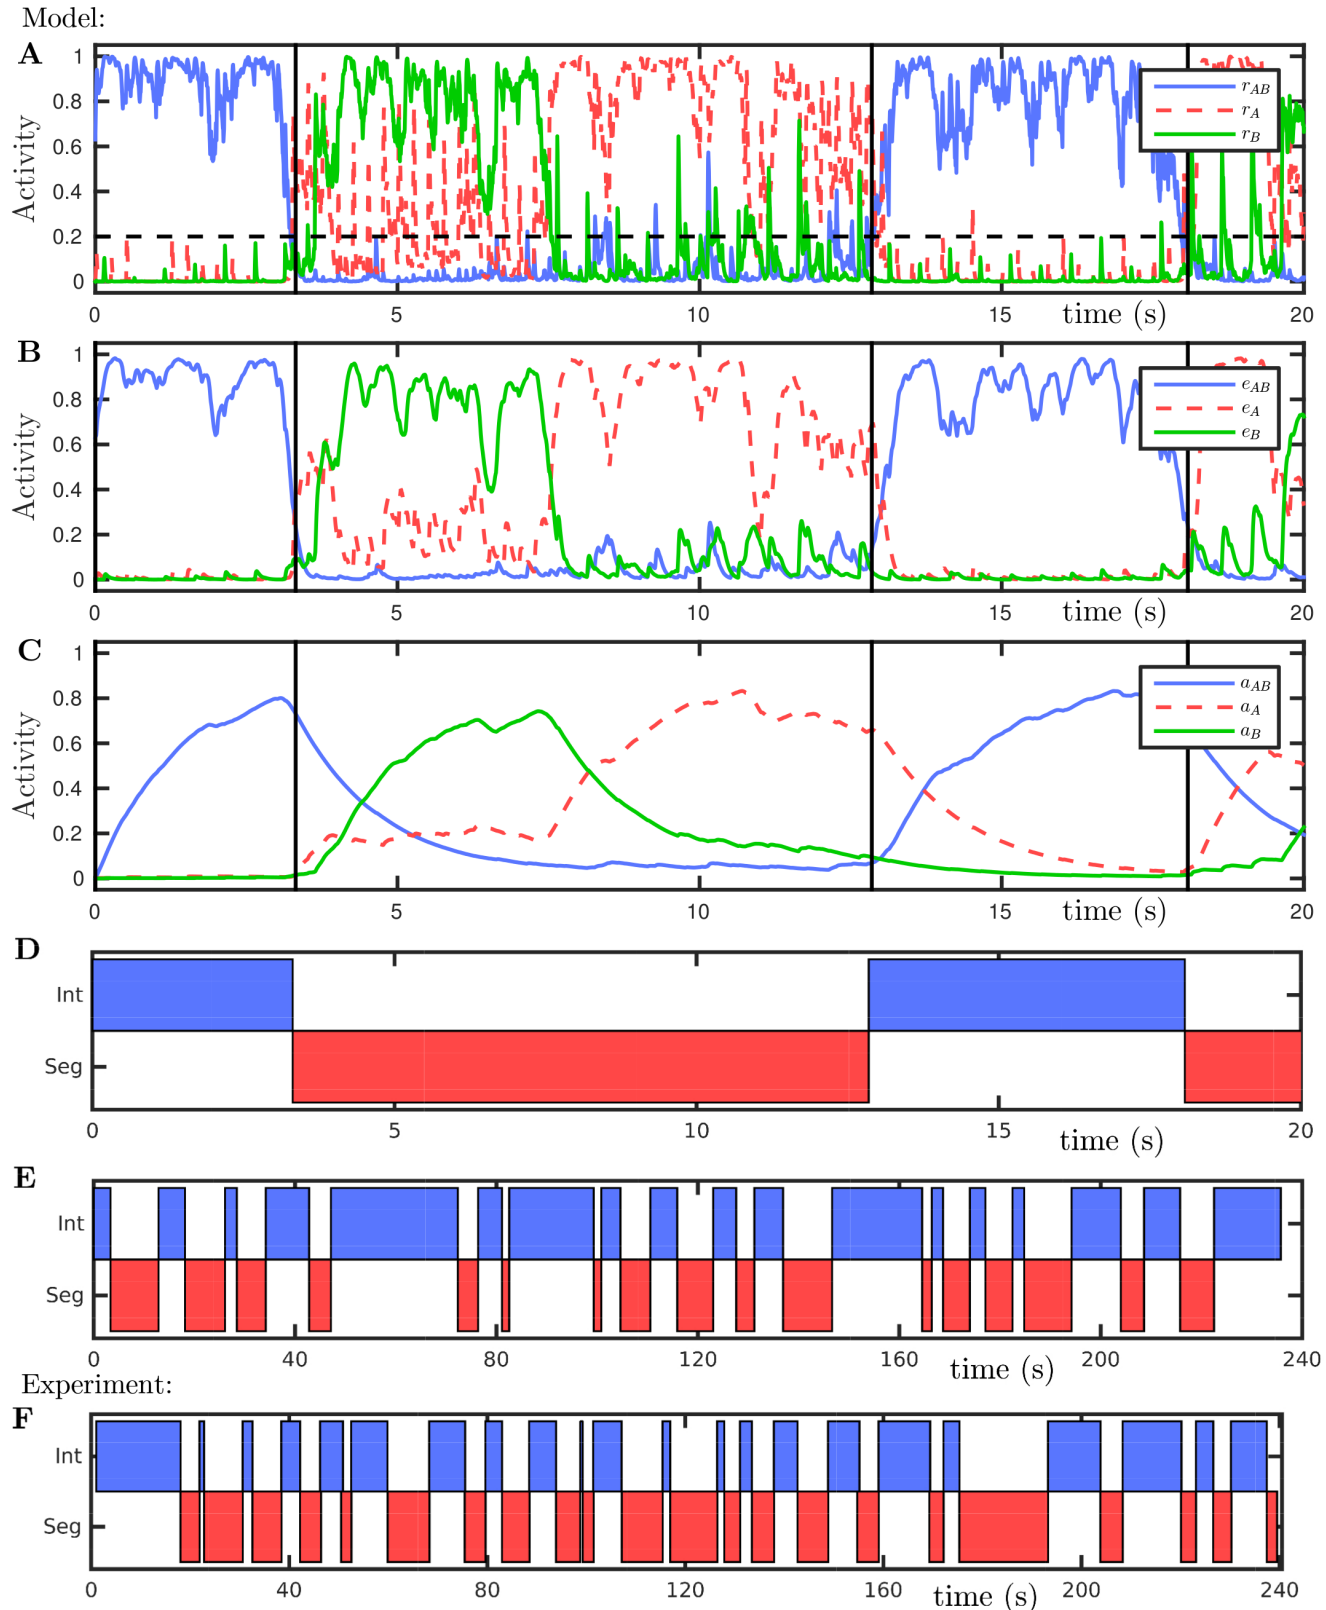 Model:
A
Activity
1
0.8
0.6
0.4
0.2
0
r_AB
r_A
r_B
0 5 10 15 20
time (s)
B
Activity
1
0.8
0.6
0.4
0.2
0
e_AB
e_A
e_B
0 5 10 15 20
time (s)
C
Activity
1
0.8
0.6
0.4
0.2
0
a_AB
a_A
a_B
0 5 10 15 20
time (s)
D
Int
Seg
0 5 10 15 20
time (s)
E
Int
Seg
0 40 80 120 160 200 240
time (s)
Experiment:
F
Int
Seg
0 40 80 120 160 200 240
time (s)